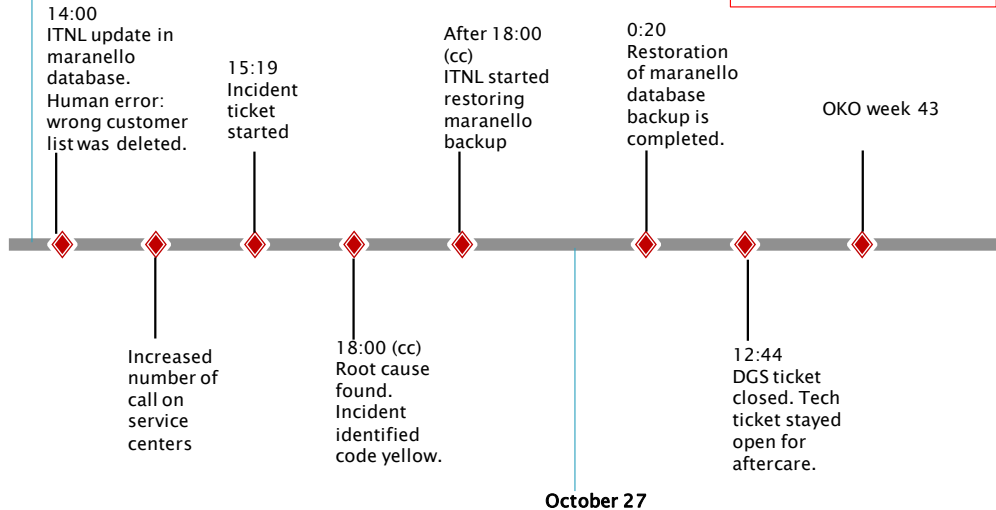 14:00
ITNL update in
maranello
database.
Human error:
wrong customer
list was deleted.
Increased
number of
call on
service
centers
15:19
Incident
ticket
started
18:00 (cc)
Root cause
found.
Incident
identified
code yellow.
After 18:00
(cc)
ITNL started
restoring
maranello
backup
October 27
0:20
Restoration
of maranello
database
backup is
completed.
12:44
DGS ticket
closed. Tech
ticket stayed
open for
aftercare.
OKO week 43